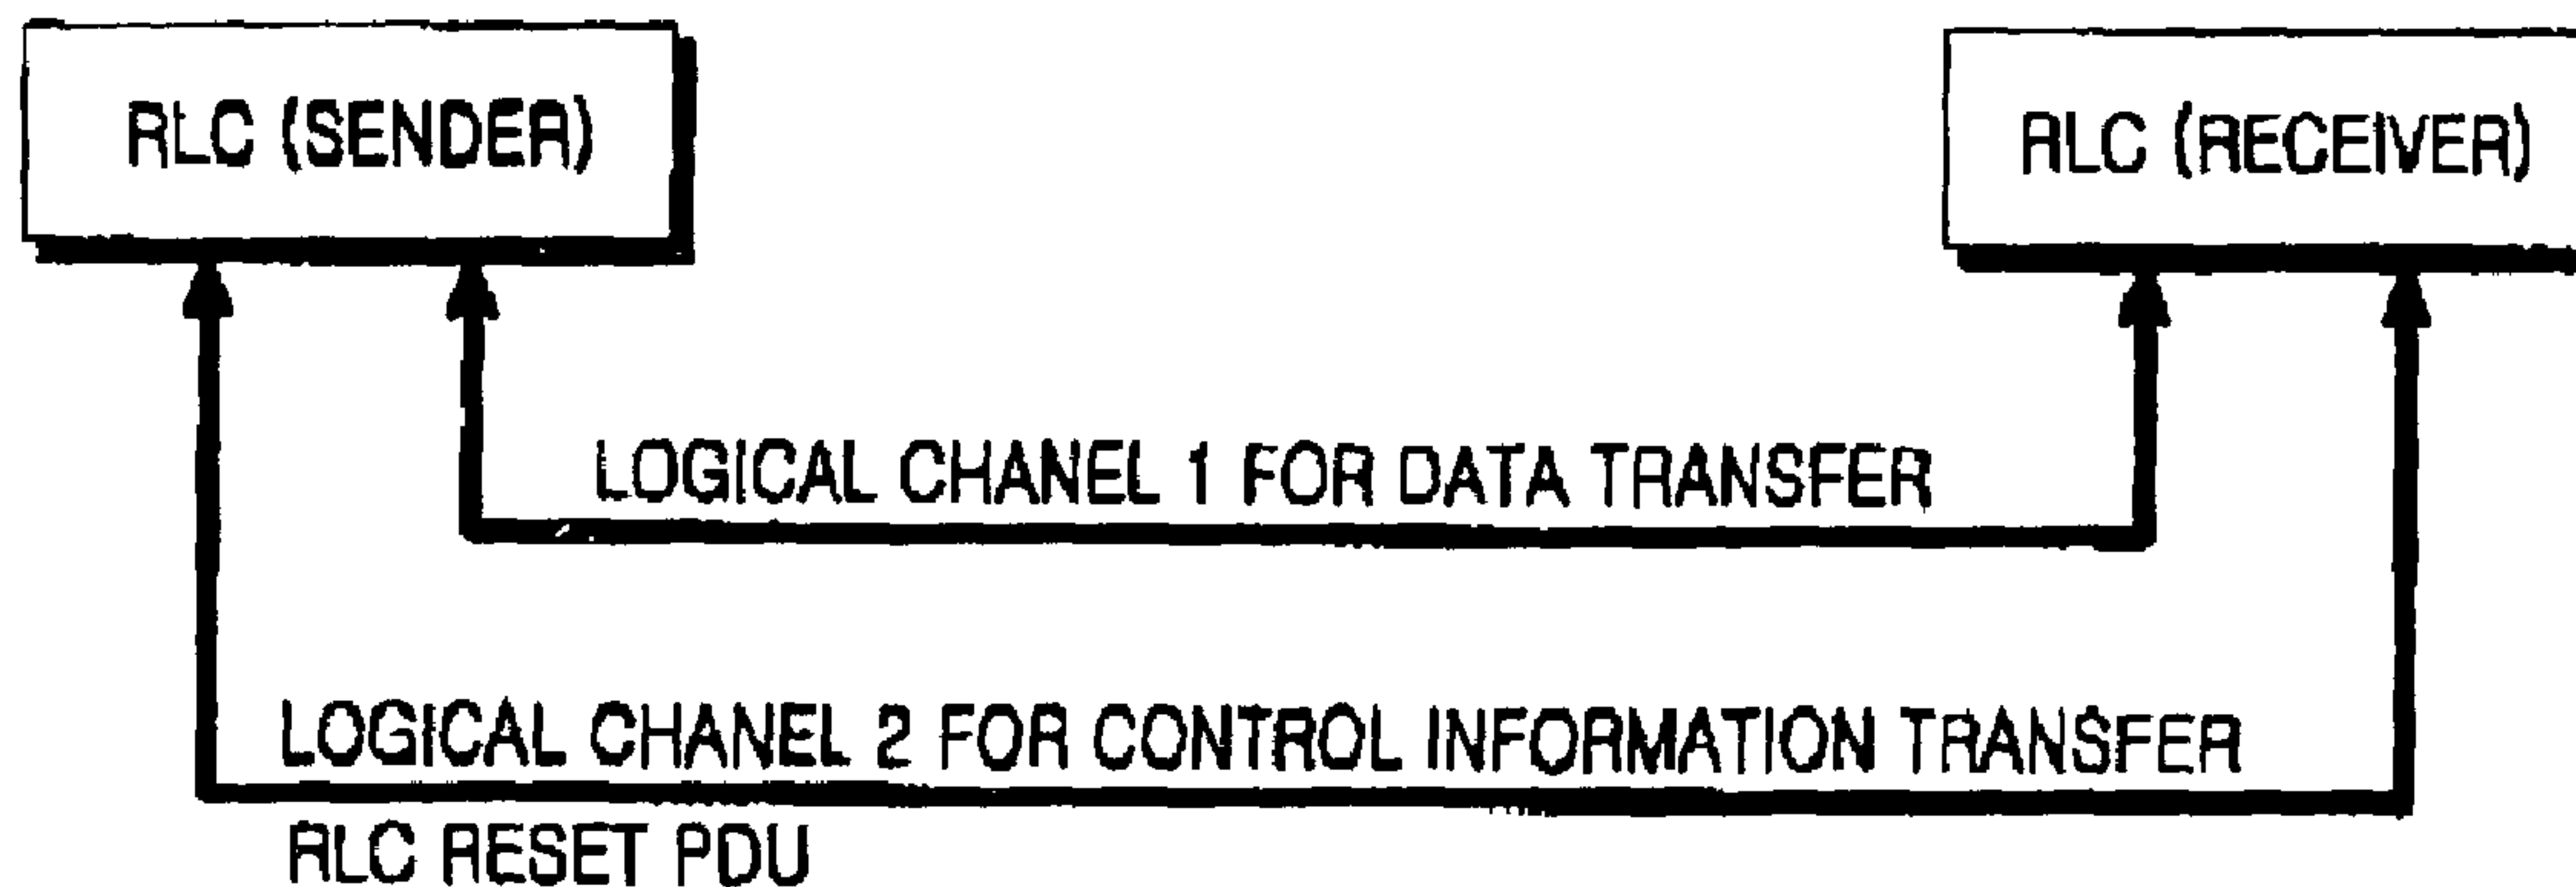 RLC (SENDER)
RLC (RECEIVER)
LOGICAL CHANEL 1 FOR DATA TRANSFER
LOGICAL CHANEL 2 FOR CONTROL INFORMATION TRANSFER
RLC RESET PDU